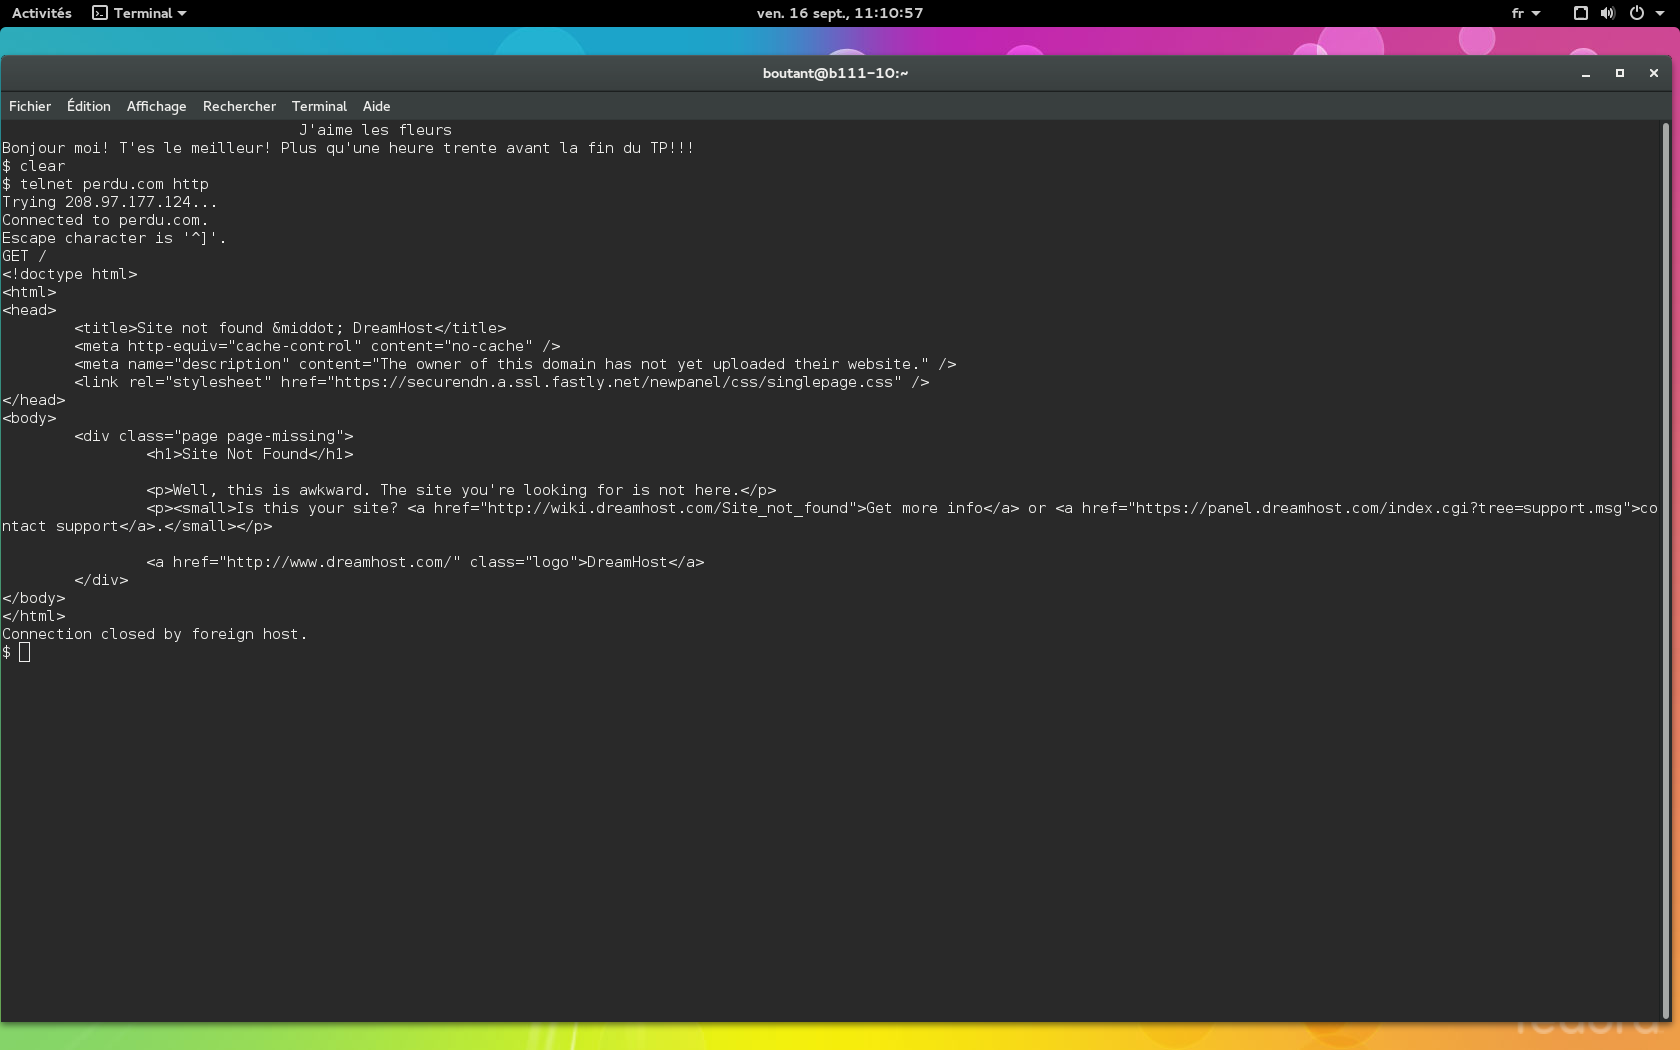 Activités Terminal ven. 16 sept., 11:10:57 fr
boutant@b111-10:~
Fichier Édition Affichage Rechercher Terminal Aide
J'aime les fleurs
Bonjour moi! T'es le meilleur! Plus qu'une heure trente avant la fin du TP!!!
$ clear
$ telnet perdu.com http
Trying 208.97.177.124...
Connected to perdu.com.
Escape character is '^]'.
GET /
<!doctype html>
<html>
<head>
        <title>Site not found &middot; DreamHost</title>
        <meta http-equiv="cache-control" content="no-cache" />
        <meta name="description" content="The owner of this domain has not yet uploaded their website." />
        <link rel="stylesheet" href="https://securendn.a.ssl.fastly.net/newpanel/css/singlepage.css" />
</head>
<body>
        <div class="page page-missing">
                <h1>Site Not Found</h1>
                <p>Well, this is awkward. The site you're looking for is not here.</p>
                <p><small>Is this your site? <a href="http://wiki.dreamhost.com/Site_not_found">Get more info</a> or <a href="https://panel.dreamhost.com/index.cgi?tree=support.msg">co
ntact support</a>.</small></p>
                <a href="http://www.dreamhost.com/" class="logo">DreamHost</a>
        </div>
</body>
</html>
Connection closed by foreign host.
$
fedora